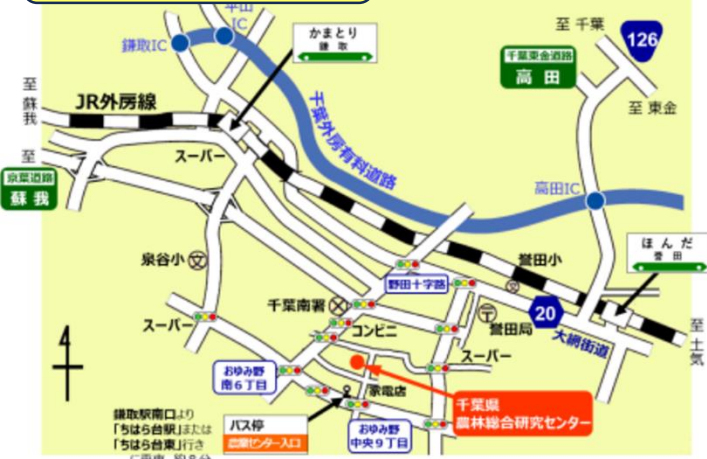 平山
IC
鎌取IC
かまとり
鎌 取
至 千葉
126
千葉東金道路
高 田
至 東金
至 蘇我
JR外房線
千葉外房有料道路
スーパー
至
京葉道路
蘇 我
高田IC
ほ ん だ
誉 田
泉谷小
文
誉田小
文
野田十字路
千葉南署
20
誉田局
大網街道
至 土気
スーパー
コンビニ
スーパー
おゆみ野
南6丁目
家電店
千葉県
農林総合研究センター
4
鎌取駅南口より
「ちはら台駅」または
「ちはら台東」行き
バス停
農業センター入口
おゆみ野
中央9丁目